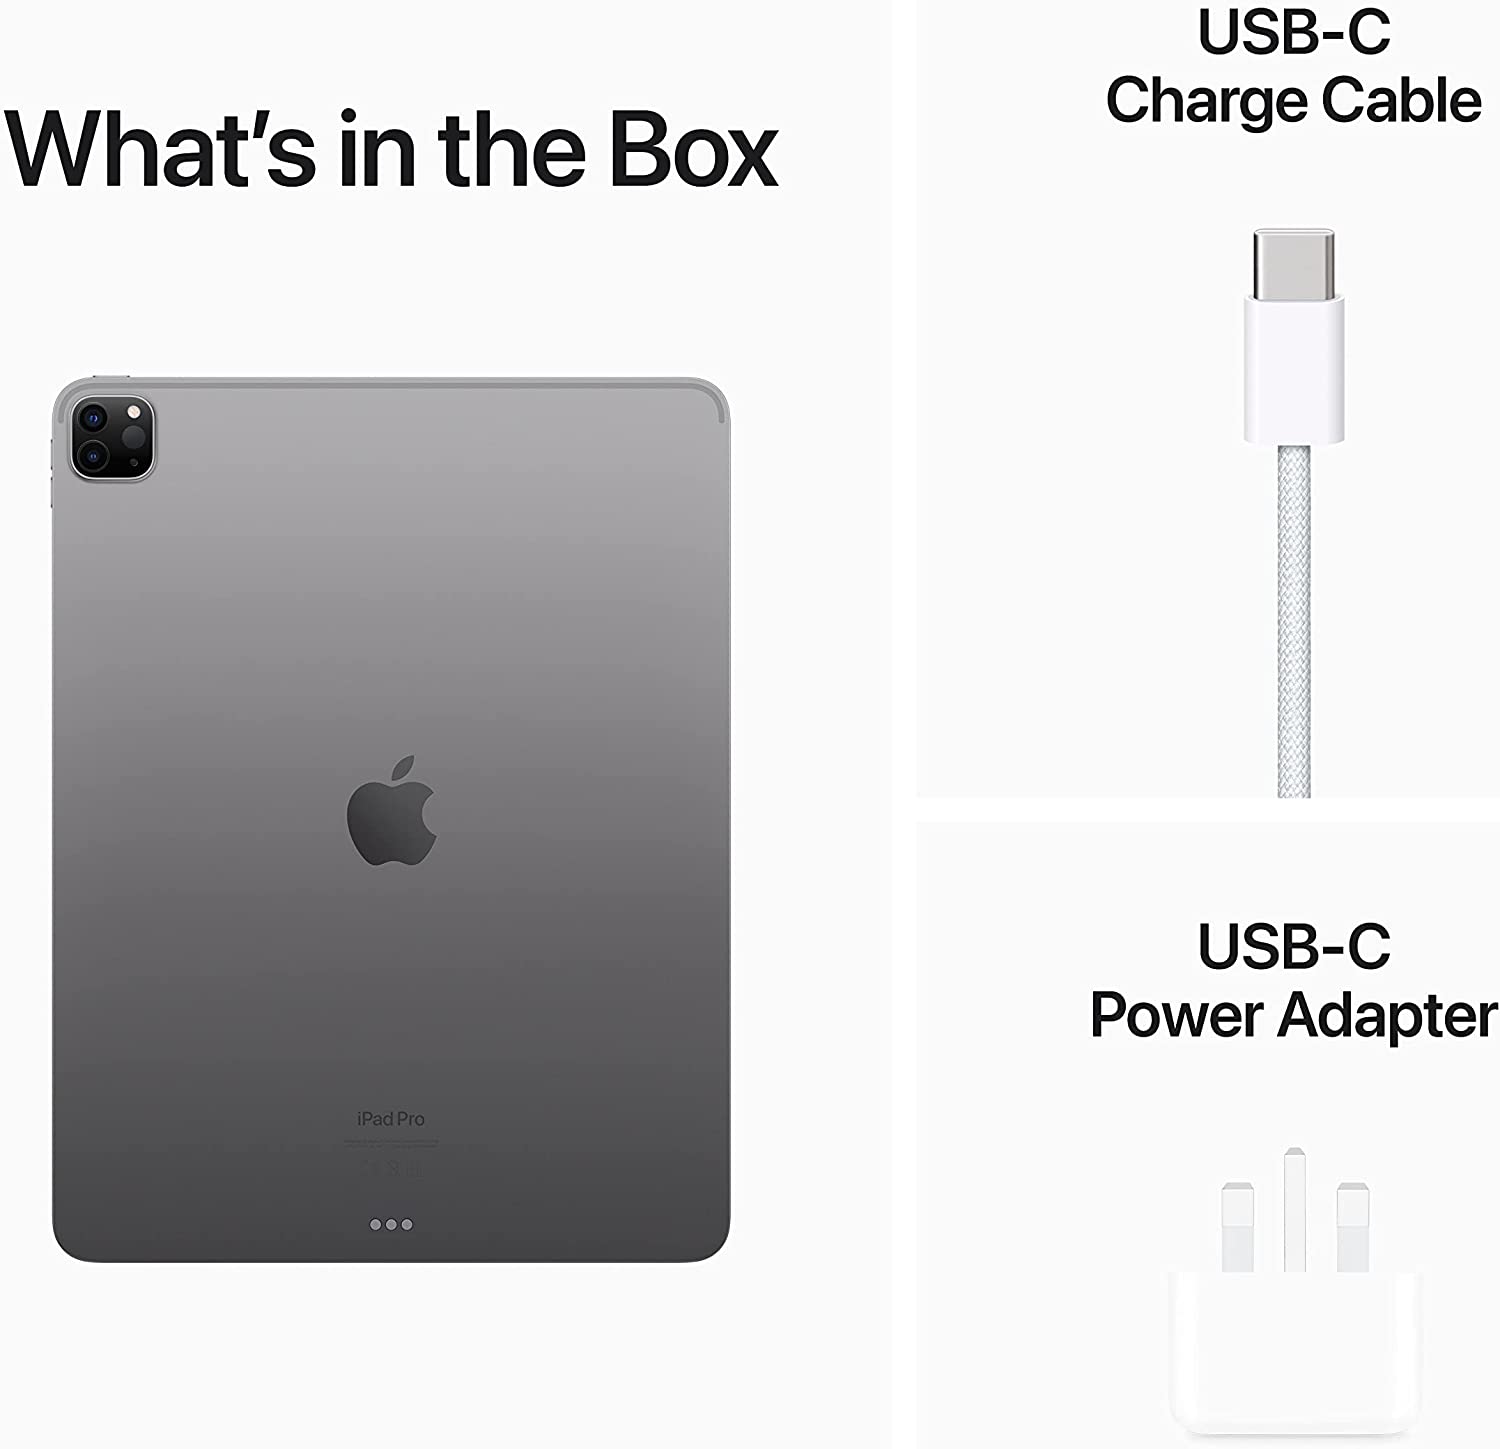 What’s in the Box
iPad Pro
USB-C
Charge Cable
USB-C
Power Adapter